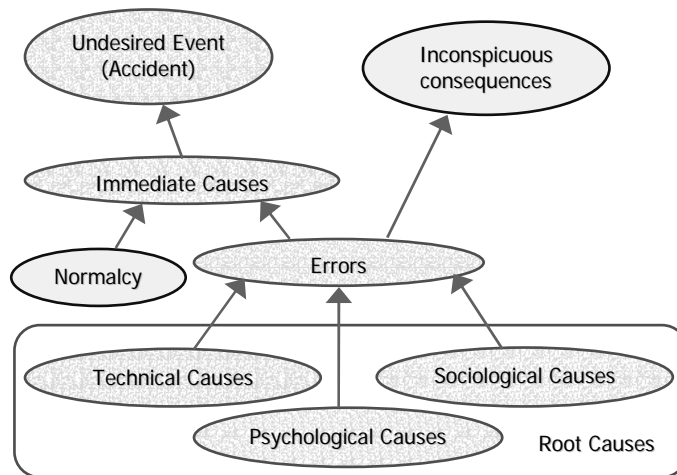 Undesired Event
(Accident)
Inconspicuous
consequences
Immediate Causes
Normalcy
Errors
Technical Causes
Sociological Causes
Psychological Causes
Root Causes